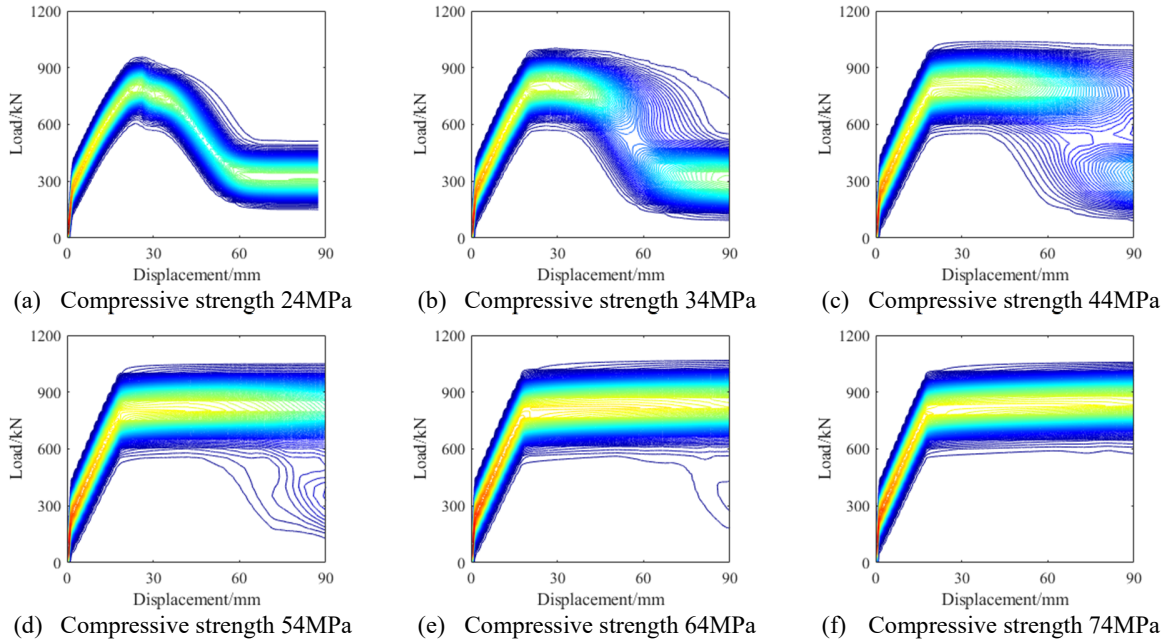 1200
900
600
300
0
Load/kN
0 30 60 90
Displacement/mm
(a) Compressive strength 24MPa
1200
900
600
300
0
Load/kN
0 30 60 90
Displacement/mm
(b) Compressive strength 34MPa
1200
900
600
300
0
Load/kN
0 30 60 90
Displacement/mm
(c) Compressive strength 44MPa
1200
900
600
300
0
Load/kN
0 30 60 90
Displacement/mm
(d) Compressive strength 54MPa
1200
900
600
300
0
Load/kN
0 30 60 90
Displacement/mm
(e) Compressive strength 64MPa
1200
900
600
300
0
Load/kN
0 30 60 90
Displacement/mm
(f) Compressive strength 74MPa